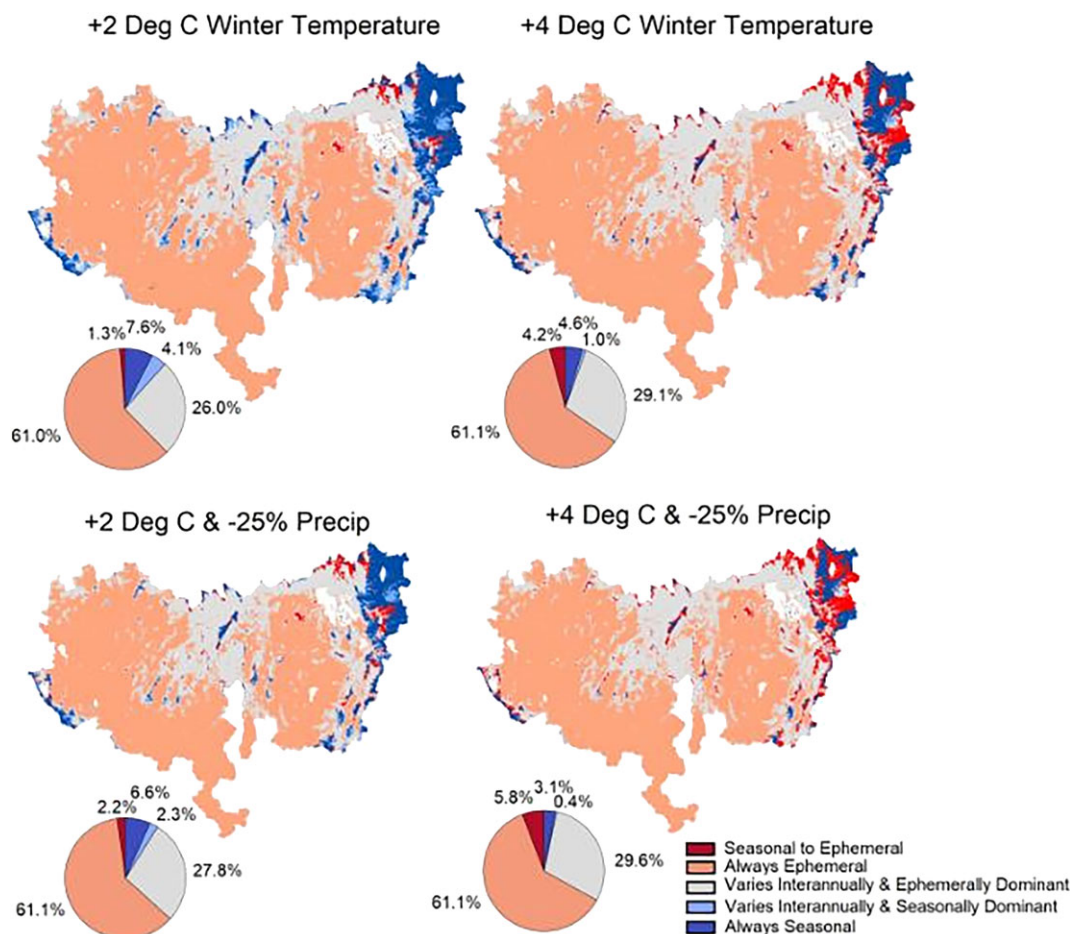 +2 Deg C Winter Temperature
+4 Deg C Winter Temperature
1.3% 7.6%
4.1%
26.0%
61.0%
4.6%
4.2% 1.0%
29.1%
61.1%
+2 Deg C & -25% Precip
+4 Deg C & -25% Precip
6.6%
2.2% 2.3%
27.8%
61.1%
3.1%
5.8% 0.4%
29.6%
61.1%
Seasonal to Ephemeral
Always Ephemeral
Varies Interannually & Ephemerally Dominant
Varies Interannually & Seasonally Dominant
Always Seasonal